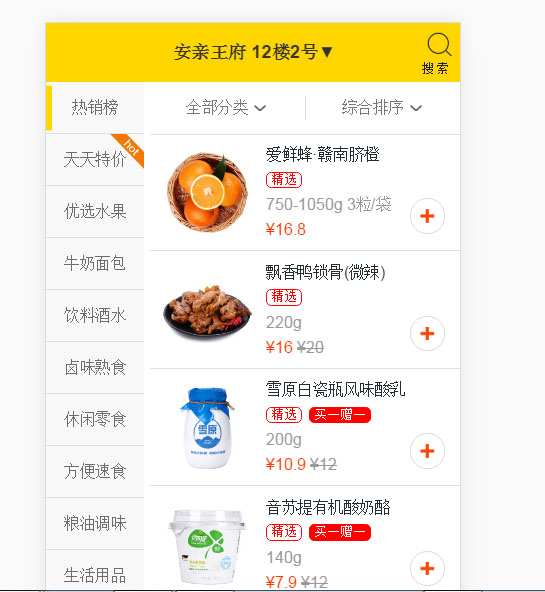 安亲王府 12楼2号▼
搜索
热销榜
天天特价
hot
优选水果
牛奶面包
饮料酒水
卤味熟食
休闲零食
方便速食
粮油调味
生活用品
全部分类
综合排序
爱鲜蜂·赣南脐橙
精选
750-1050g 3粒/袋
¥16.8
飘香鸭锁骨(微辣)
精选
220g
¥16 ¥20
雪原
雪原白瓷瓶风味酸乳
精选 买一赠一
200g
¥10.9 ¥12
音苏提有机酸奶酪
精选 买一赠一
140g
¥7.9 ¥12